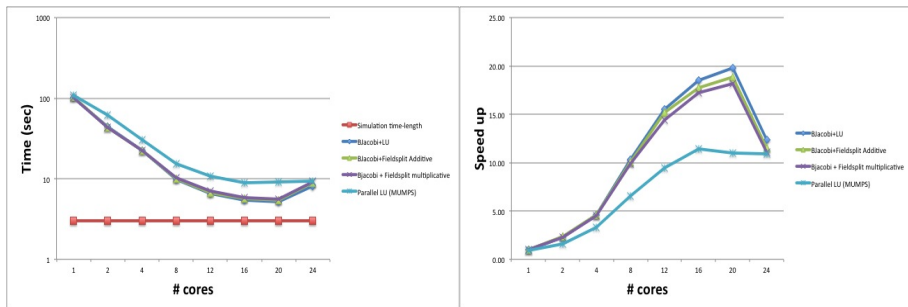 1000
100
10
1
Time (sec)
1 2 4 8 12 16 20 24
# cores
Simulation time-length
BJacobi+LU
BJacobi+Fieldsplit Additive
Bjacobi + Fieldsplit multiplicative
Parallel LU (MUMPS)
25.00
20.00
15.00
10.00
5.00
0.00
Speed up
1 2 4 8 12 16 20 24
# cores
BJacobi+LU
BJacobi+Fieldsplit Additive
Bjacobi + Fieldsplit multiplicative
Parallel LU (MUMPS)